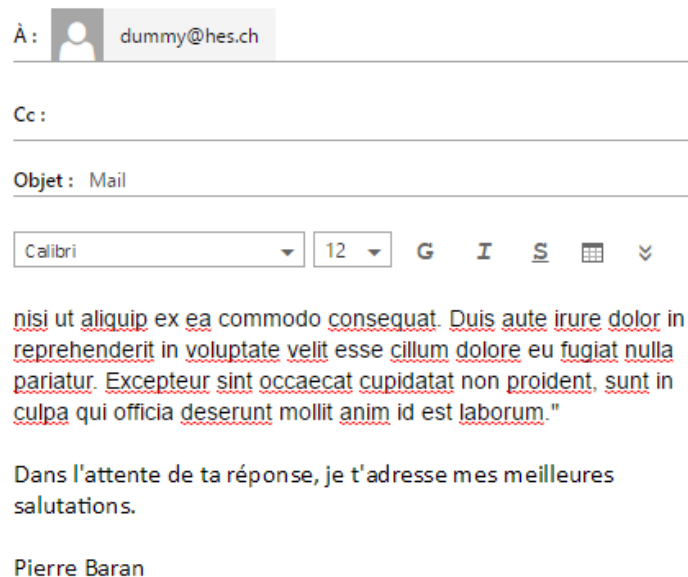 À :  dummy@hes.ch
Cc :
Objet :  Mail
Calibri 12 G I S
nisi ut aliquip ex ea commodo consequat. Duis aute irure dolor in
reprehenderit in voluptate velit esse cillum dolore eu fugiat nulla
pariatur. Excepteur sint occaecat cupidatat non proident, sunt in
culpa qui officia deserunt mollit anim id est laborum."
Dans l'attente de ta réponse, je t'adresse mes meilleures
salutations.
Pierre Baran